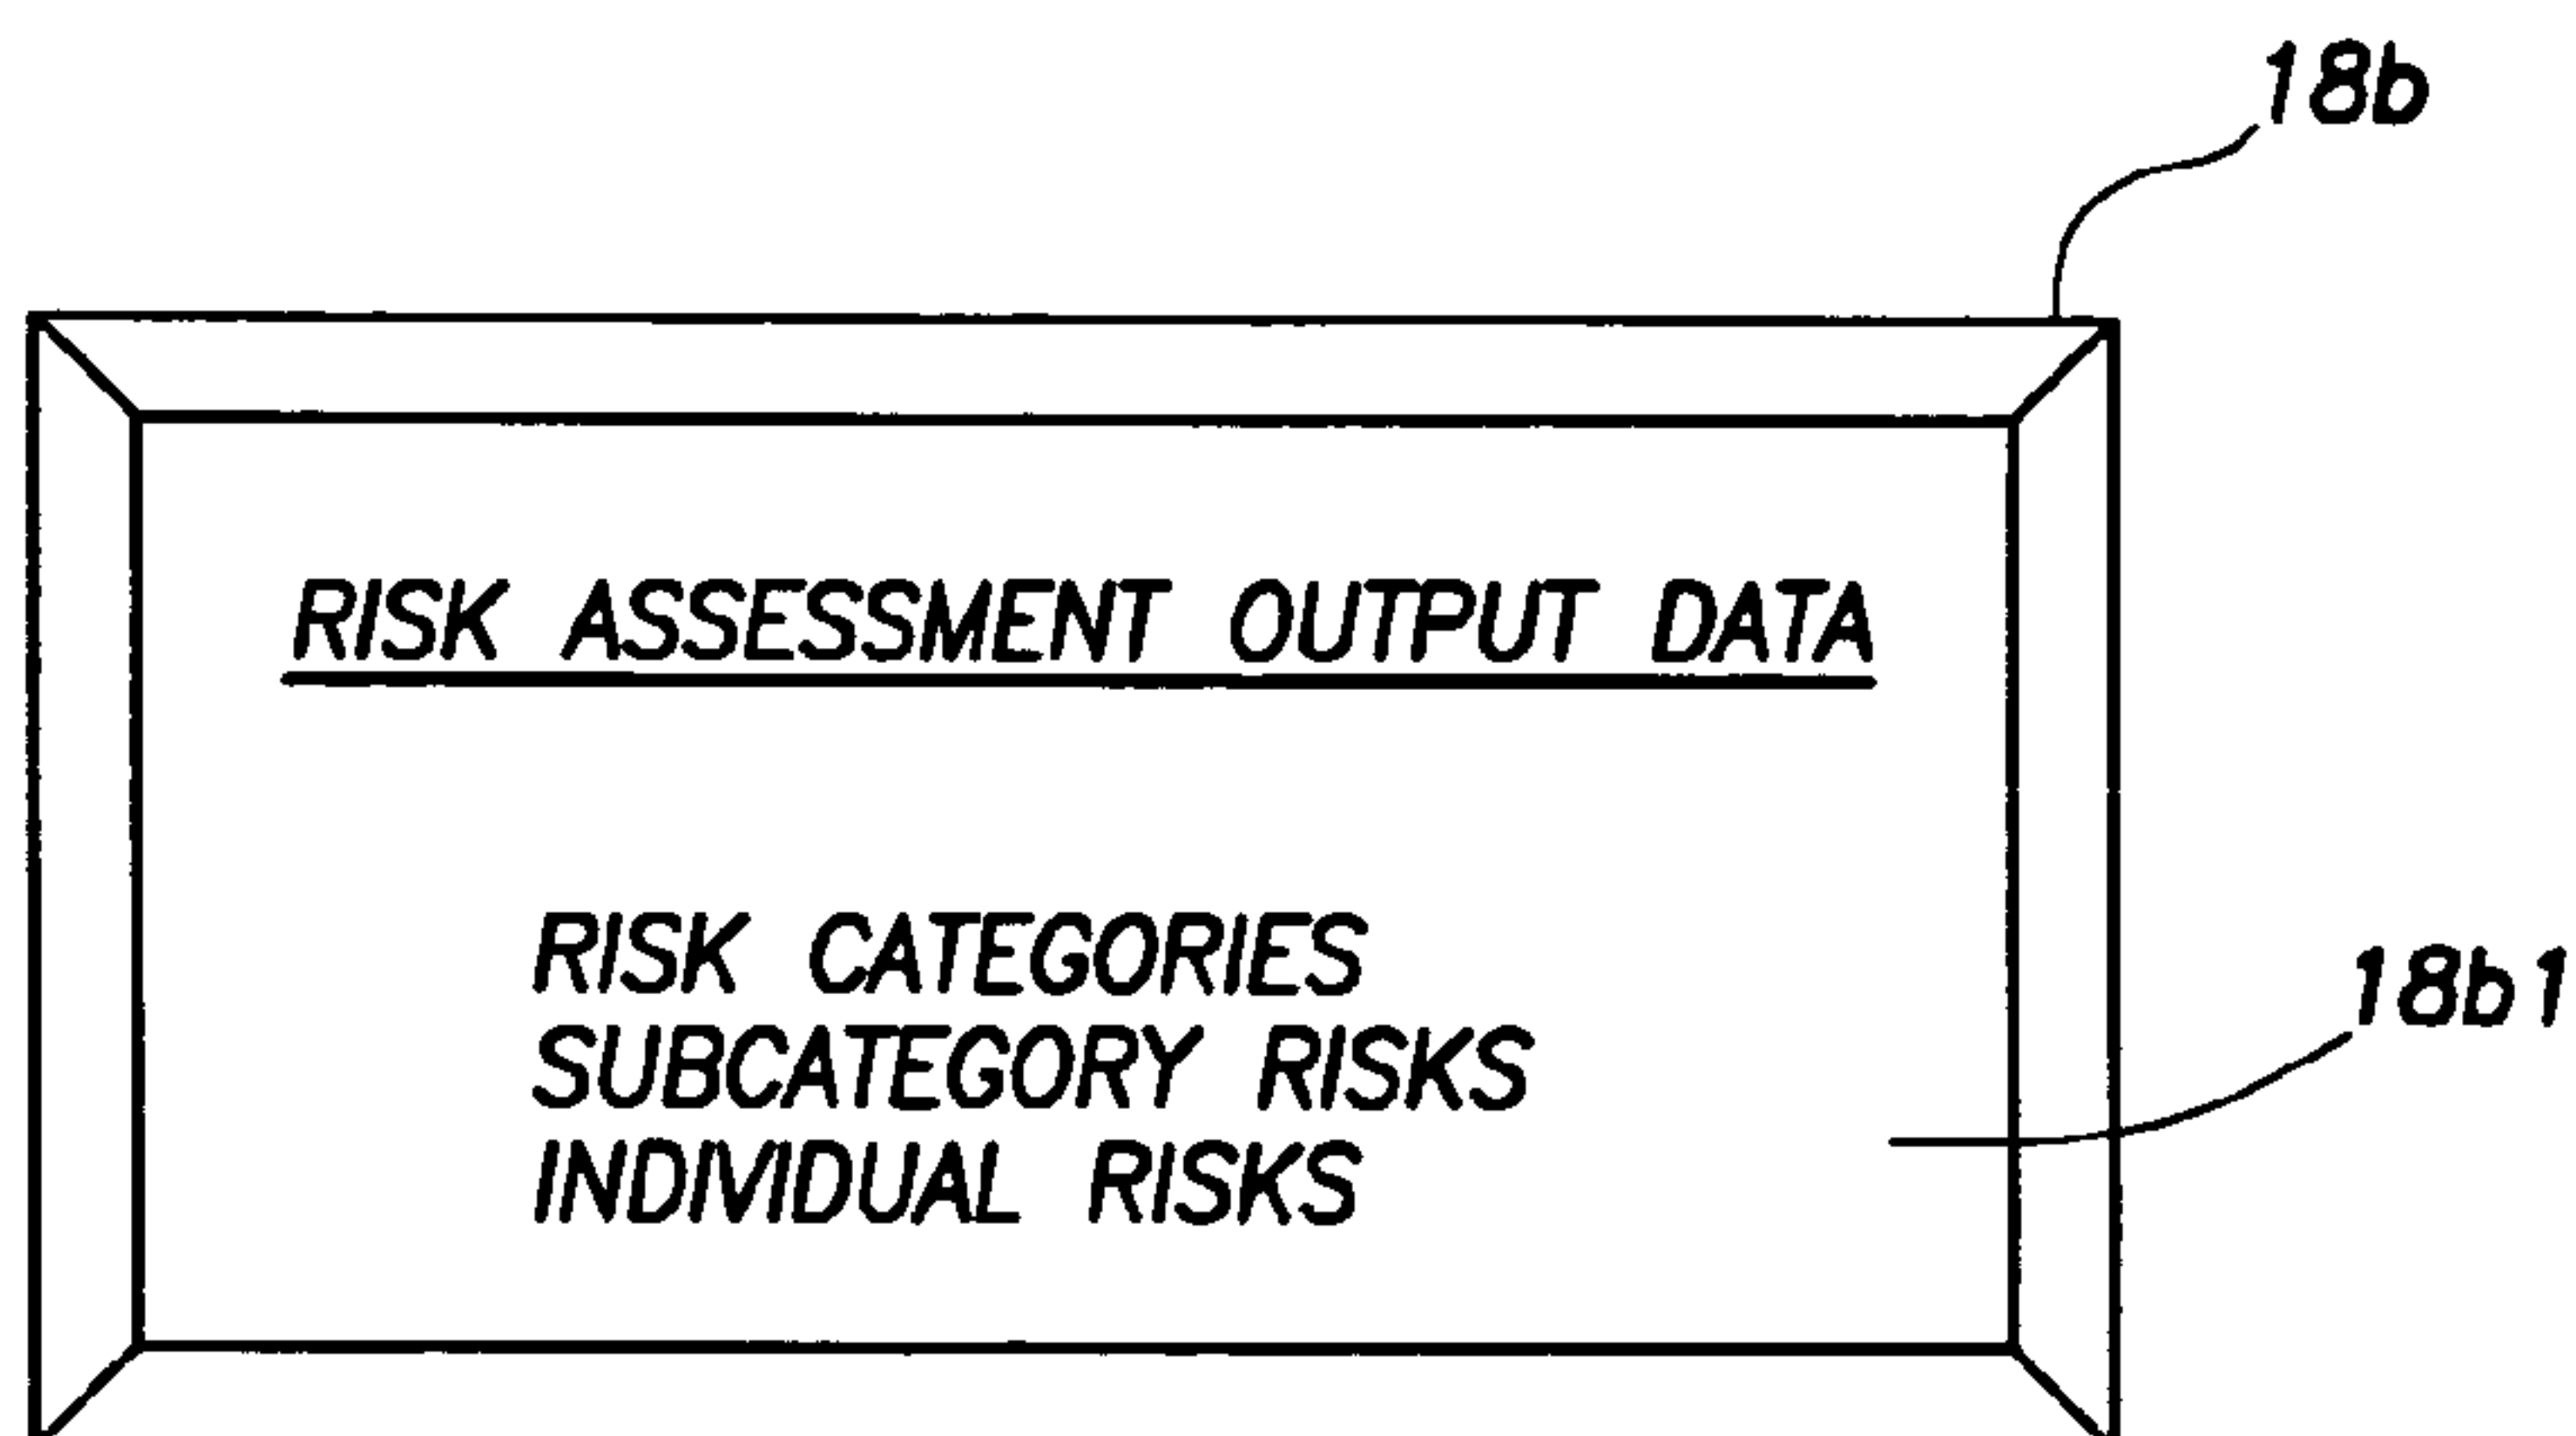 18b
RISK ASSESSMENT OUTPUT DATA
RISK CATEGORIES
SUBCATEGORY RISKS
INDIVIDUAL RISKS
18b1